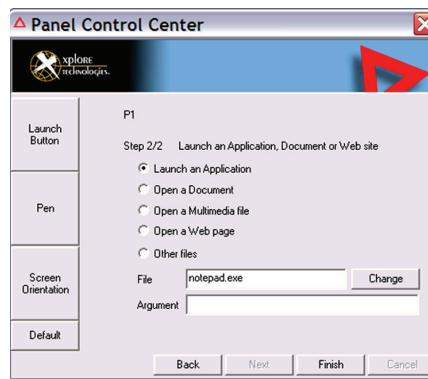 Panel Control Center
xplore
technologies.
Launch
Button
Pen
Screen
Orientation
Default
P1
Step 2/2 Launch an Application, Document or Web site
Launch an Application
Open a Document
Open a Multimedia file
Open a Web page
Other files
File notepad.exe Change
Argument
Back Next Finish Cancel